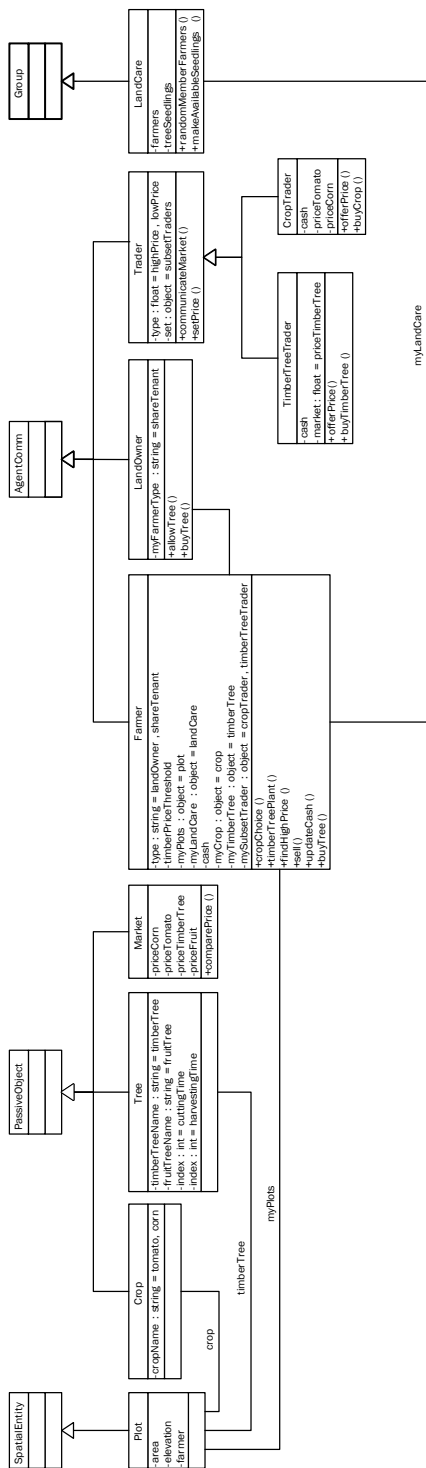 SpatialEntity
PassiveObject
AgentComm
Group
Plot
-area
-elevation
-farmer
Crop
-cropName : string = tomato, corn
Tree
-timberTreeName : string = timberTree
-fruitTreeName : string = fruitTree
-index : int = cuttingTime
-index : int = harvestingTime
Market
-priceCorn
-priceTomato
-priceTimberTree
-priceFruit
+comparePrice ()
Farmer
-type : string = landOwner , shareTenant
-timberPriceThreshold
-myPlots : object = plot
-myLandCare : object = landCare
-cash
-myCrop : object = crop
-myTimberTree : object = timberTree
-mySubsetTrader : object = cropTrader, timberTreeTrader
+cropChoice ()
+timberTreePlant ()
+findHighPrice ()
+sell()
+updateCash ()
+buyTree()
LandOwner
-myFarmerType : string = shareTenant
+allowTree()
+buyTree()
Trader
-type : float = highPrice , lowPrice
-set : object = subsetTraders
+communicateMarket ()
+setPrice ()
LandCare
-farmers
-treeSeedlings
+randomMemberFarmers ()
+makeAvailableSeedlings ()
TimberTreeTrader
-cash
-market : float = priceTimberTree
+offerPrice()
+buyTimberTree ()
CropTrader
-cash
-priceTomato
-priceCorn
+offerPrice ()
+buyCrop ()
crop
timberTree
myPlots
myLandCare